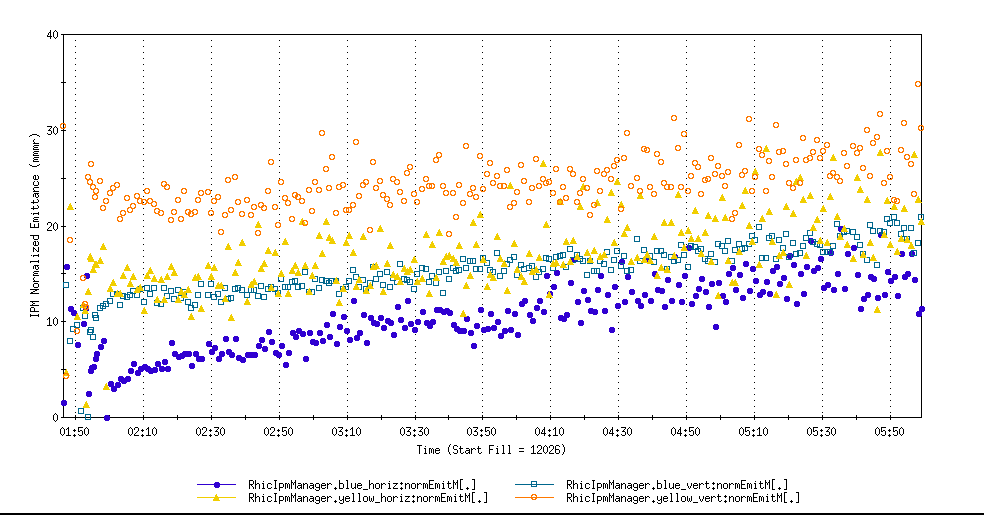 40
30
20
10
0
IPM Normalized Emittance (mmmr)
01:50 02:10 02:30 02:50 03:10 03:30 03:50 04:10 04:30 04:50 05:10 05:30 05:50
Time (Start Fill = 12026)
RhicIpmManager.blue_horiz:normEmitM[.] RhicIpmManager.blue_vert:normEmitM[.]
RhicIpmManager.yellow_horiz:normEmitM[.] RhicIpmManager.yellow_vert:normEmitM[.]